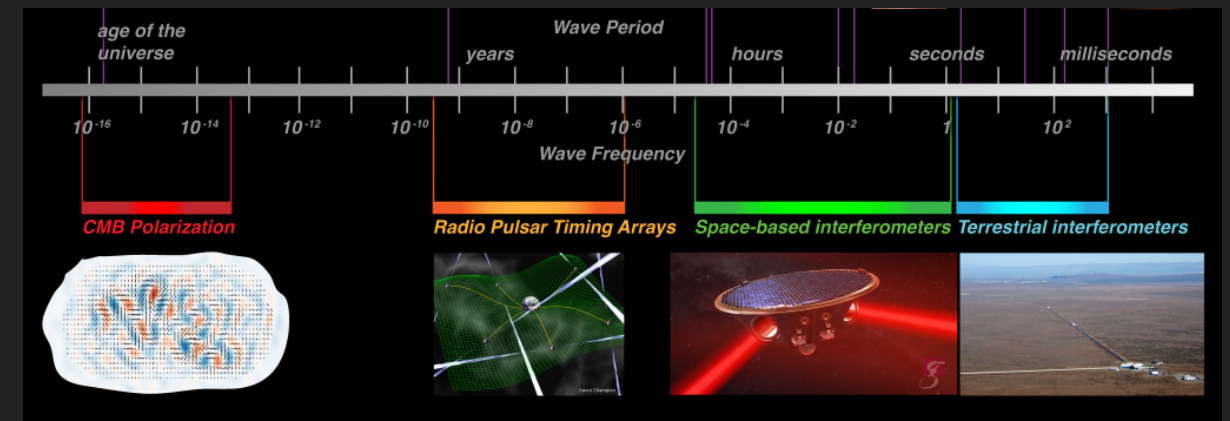 Wave Period
age of the
universe
years
hours
seconds
milliseconds
10⁻¹⁶
10⁻¹⁴
10⁻¹²
10⁻¹⁰
10⁻⁸
10⁻⁶
10⁻⁴
10⁻²
1
10²
Wave Frequency
CMB Polarization
Radio Pulsar Timing Arrays
Space-based interferometers
Terrestrial interferometers
David Champion